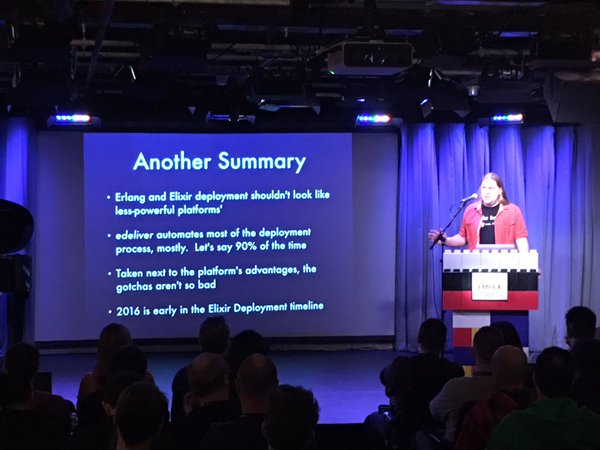 Another Summary
• Erlang and Elixir deployment shouldn't look like
less-powerful platforms'
• edeliver automates most of the deployment
process, mostly. Let's say 90% of the time
• Taken next to the platform's advantages, the
gotchas aren't so bad
• 2016 is early in the Elixir Deployment timeline